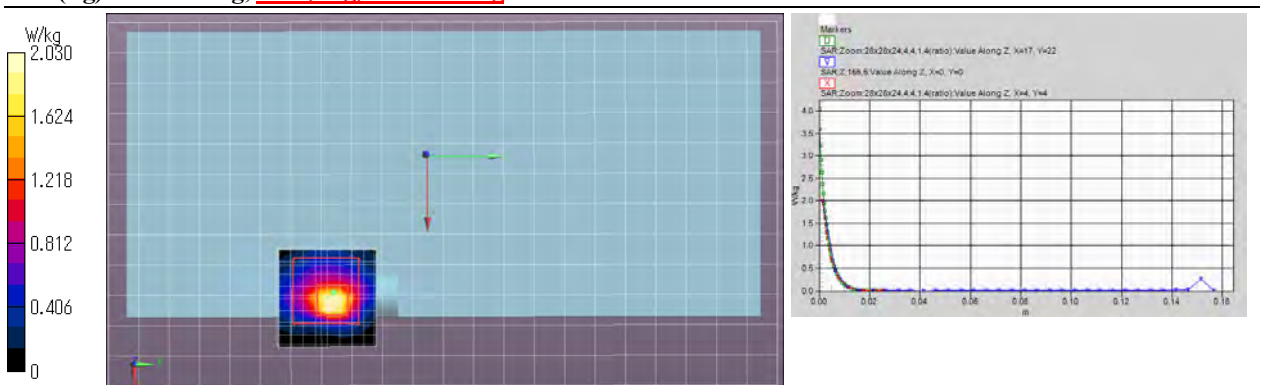 W/kg
2.030
1.624
1.218
0.812
0.406
0
Markers
SAR:Zoom:28x28x24,4,4,1.4(ratio):Value Along Z, X=17, Y=22
SAR:Z:Value Along Z, X=0, Y=0
X
SAR:Zoom:28x28x24,4,4,1.4(ratio):Value Along Z, X=4, Y=4
4.0
3.5
3.0
2.5
2.0
1.5
1.0
0.5
0.0
W/kg
0.00 0.02 0.04 0.06 0.08 0.10 0.12 0.14 0.16
m